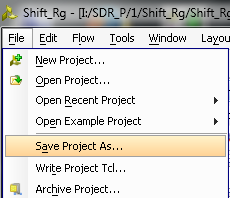 Shift_Rg - [I:/SDR_P/1/Shift_Rg/Shift_Rg
File Edit Flow Tools Window Layou
New Project...
Open Project...
Open Recent Project
Open Example Project
Save Project As...
Write Project Tcl...
Archive Project...